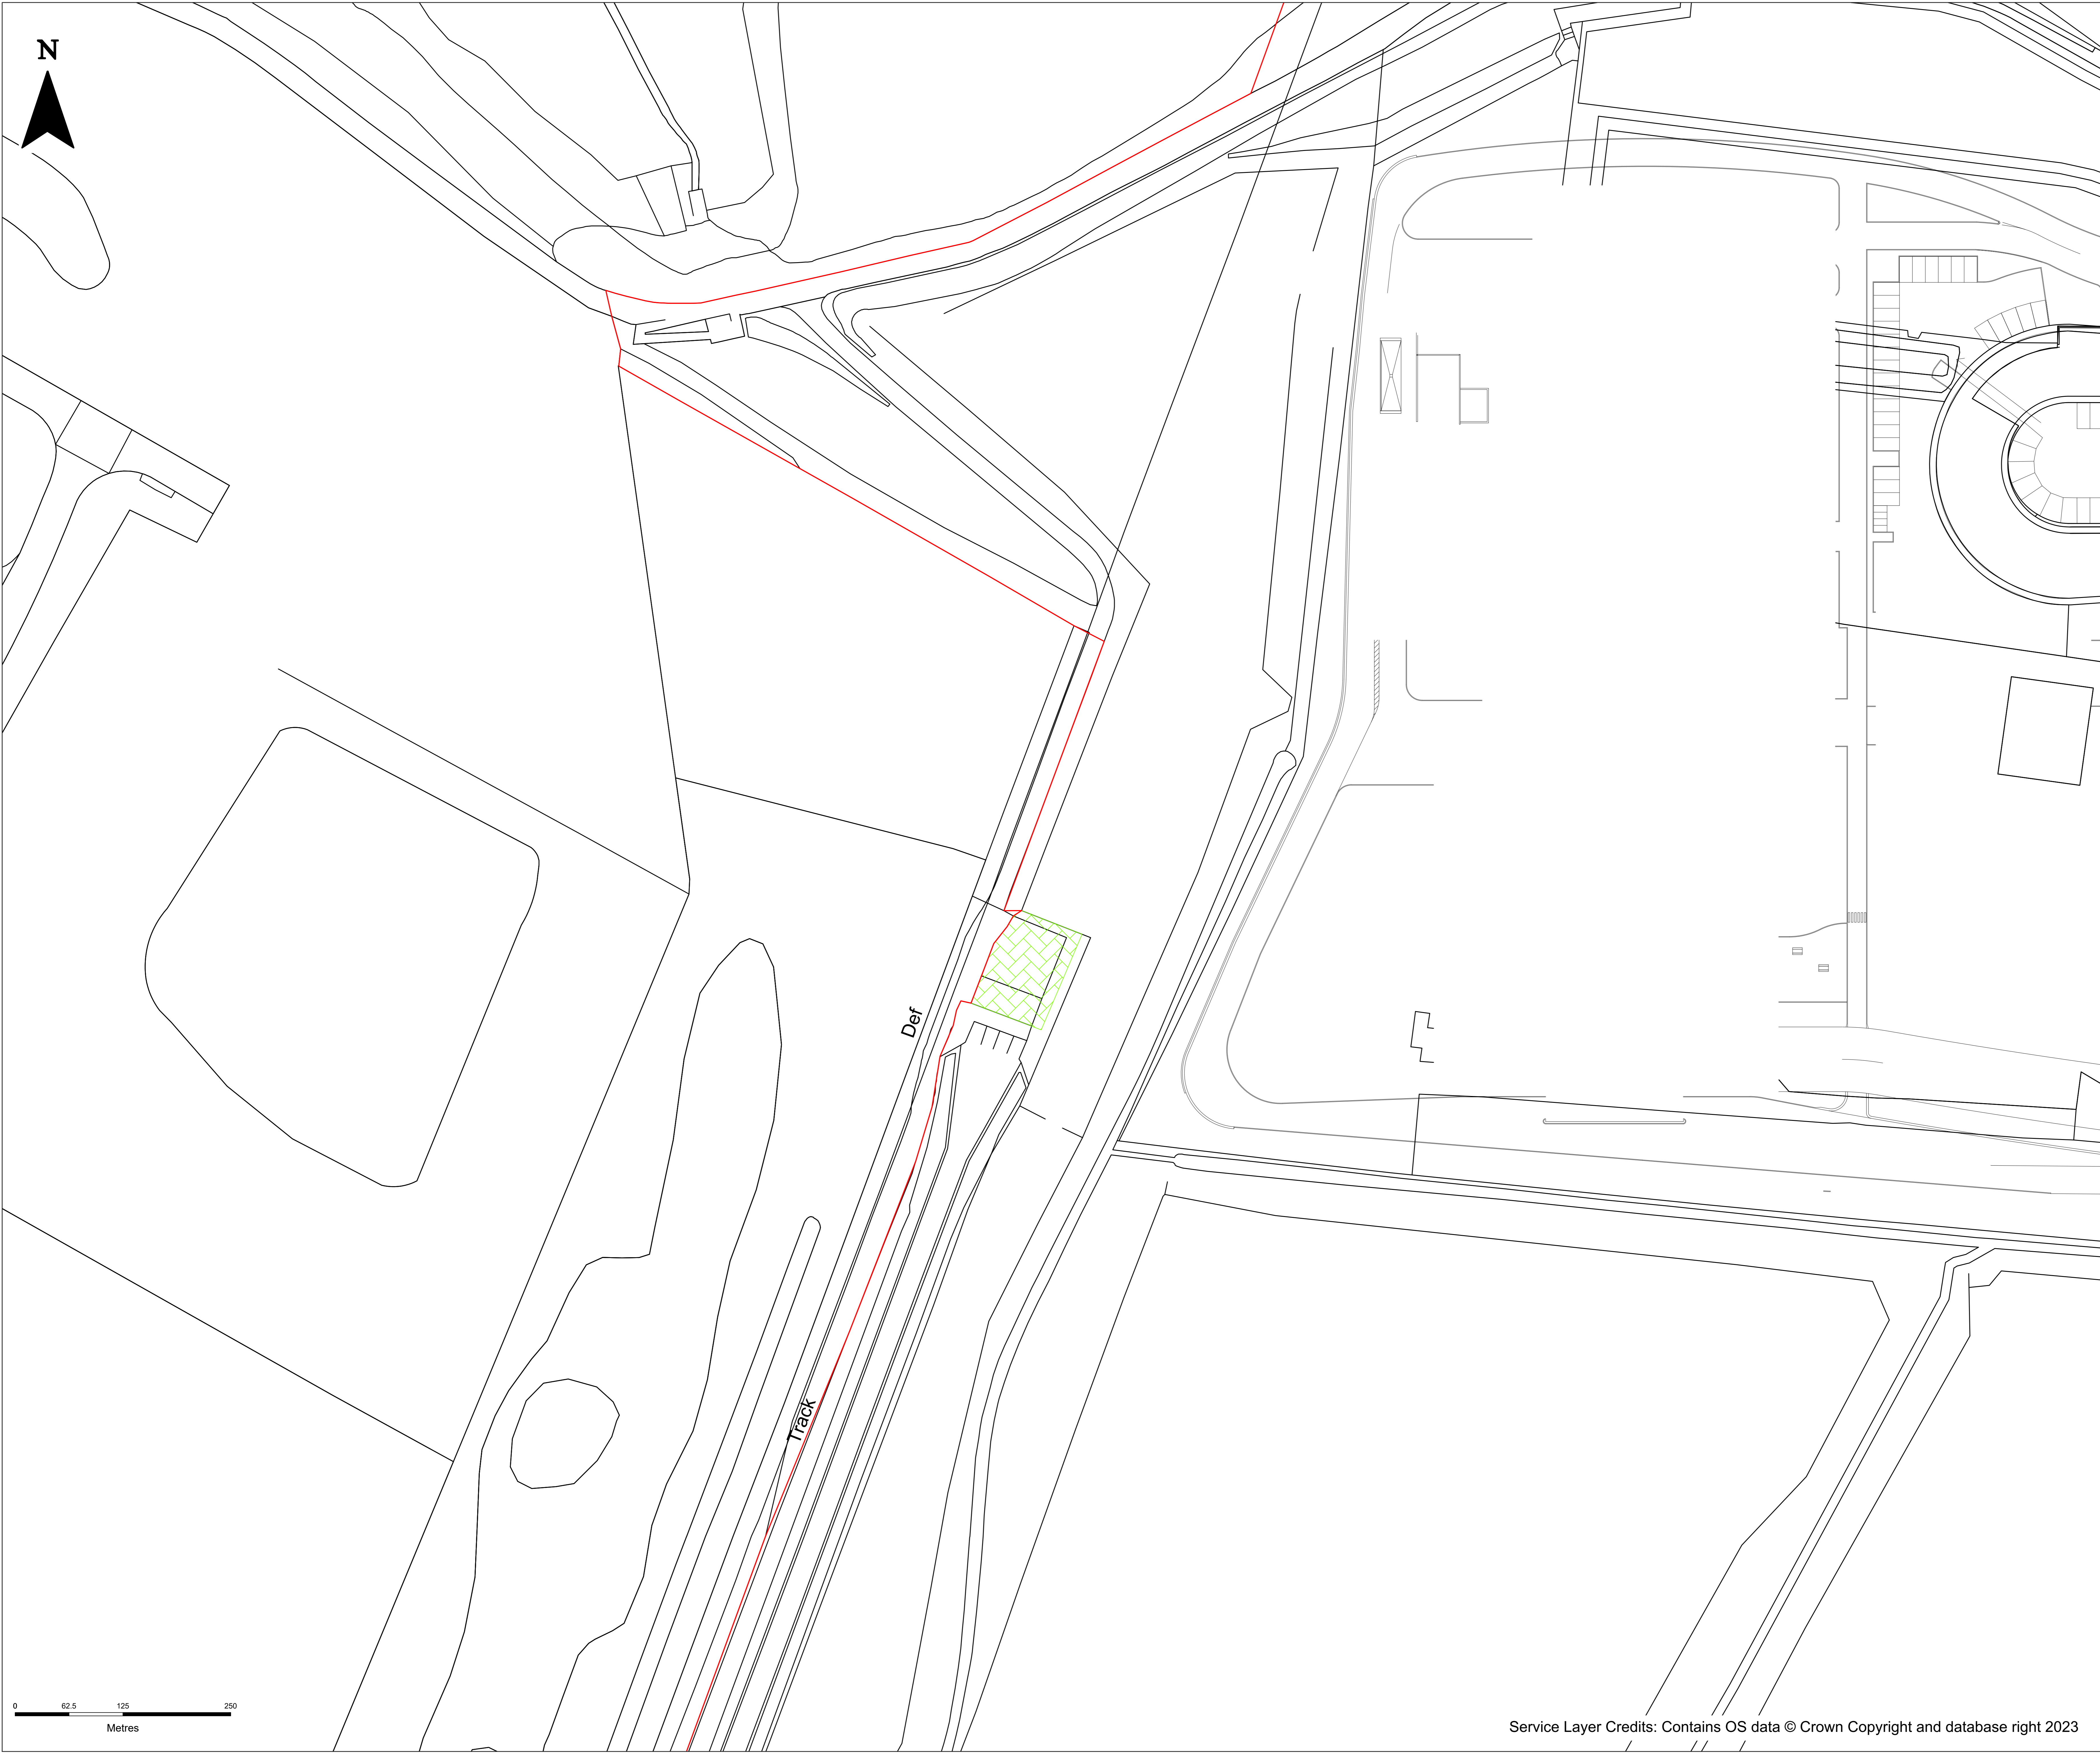 N
Def
Track
0 62.5 125 250
Metres
Service Layer Credits: Contains OS data © Crown Copyright and database right 2023